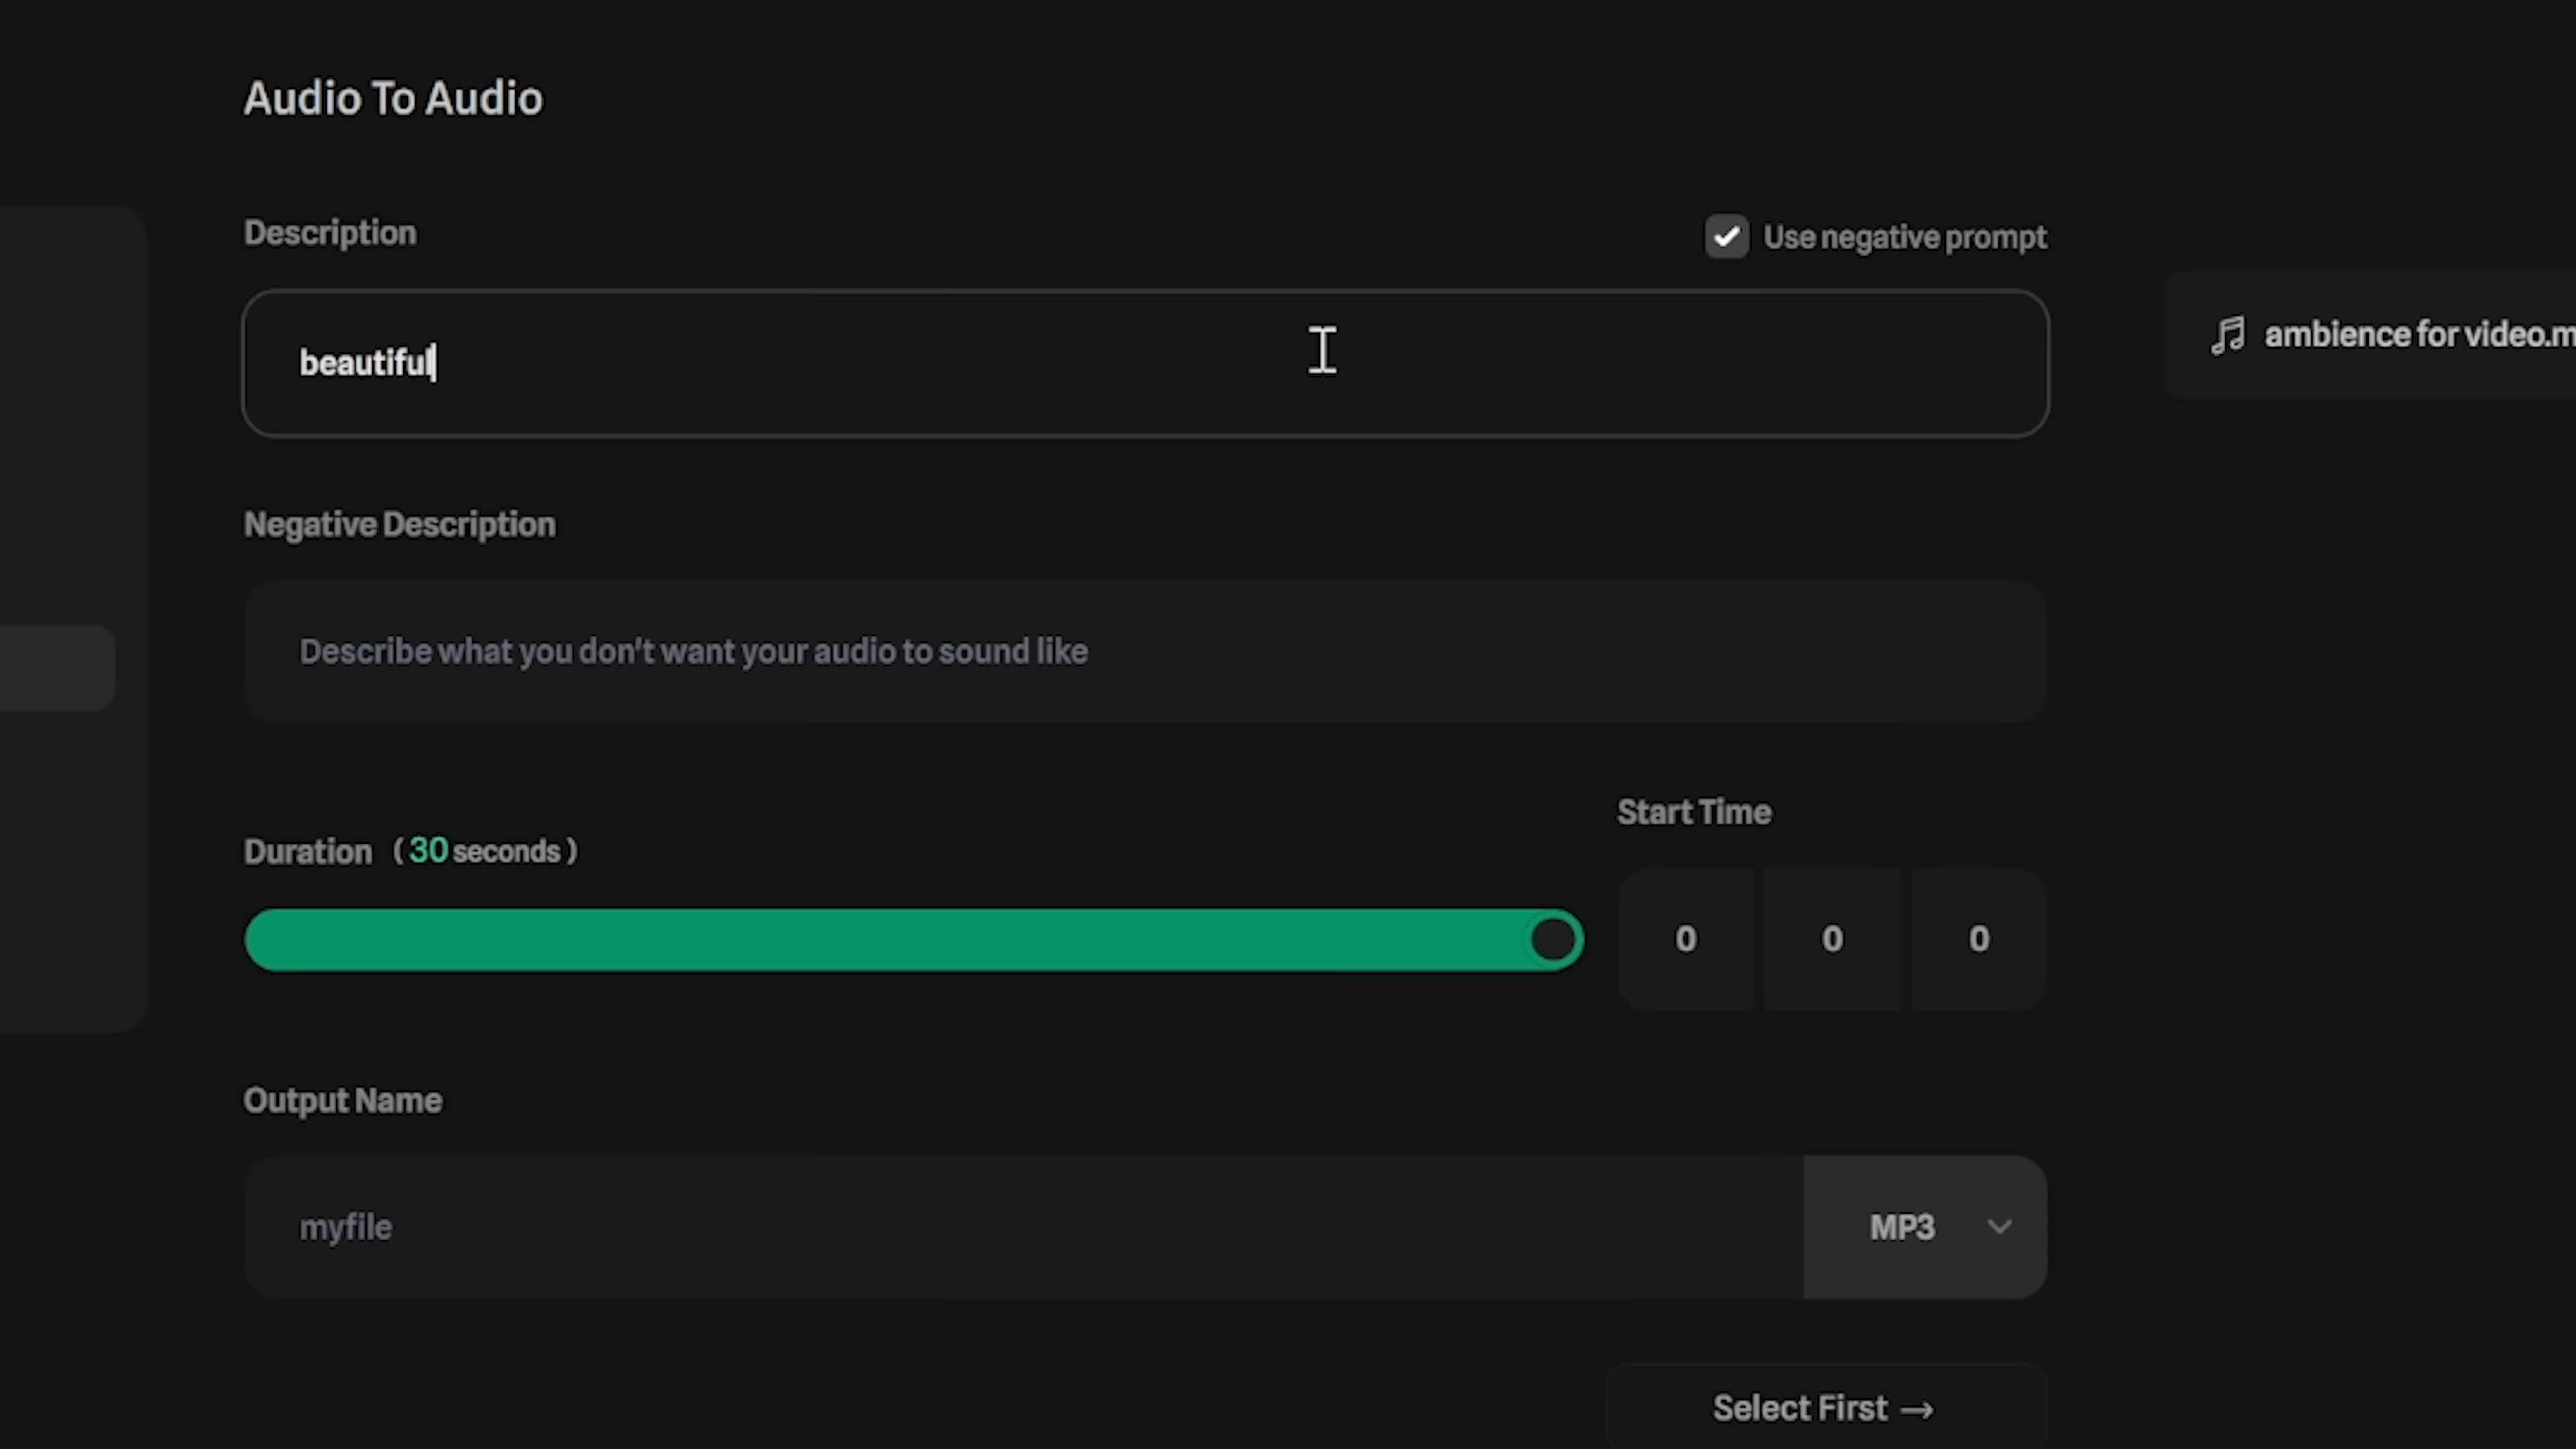 Audio To Audio
Description
Use negative prompt
beautiful
ambience for video.m
Negative Description
Describe what you don't want your audio to sound like
Start Time
Duration ( 30 seconds )
0 0 0
Output Name
myfile
MP3
Select First →